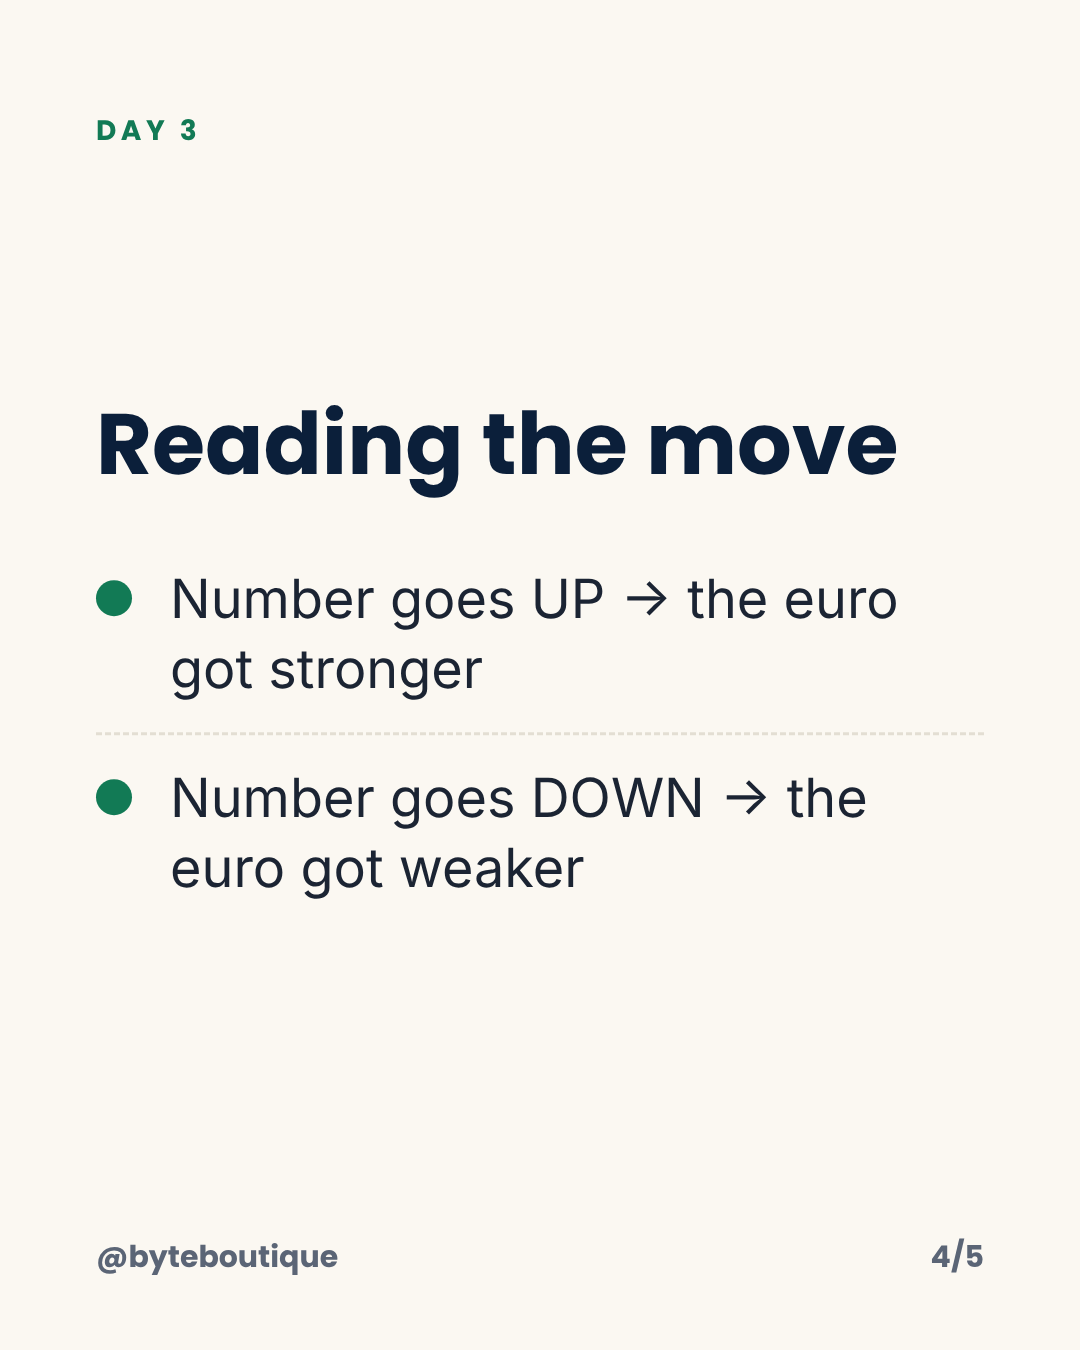 DAY 3
Reading the move
Number goes UP → the euro
got stronger
Number goes DOWN → the
euro got weaker
@byteboutique
4/5